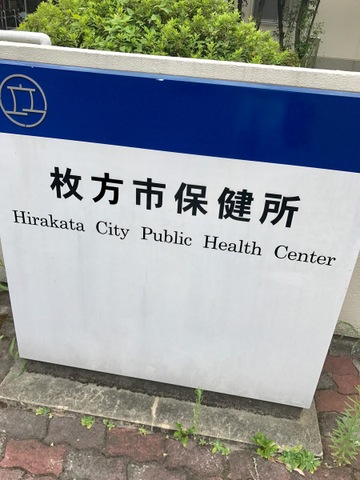 枚方市保健所
Hirakata City Public Health Center